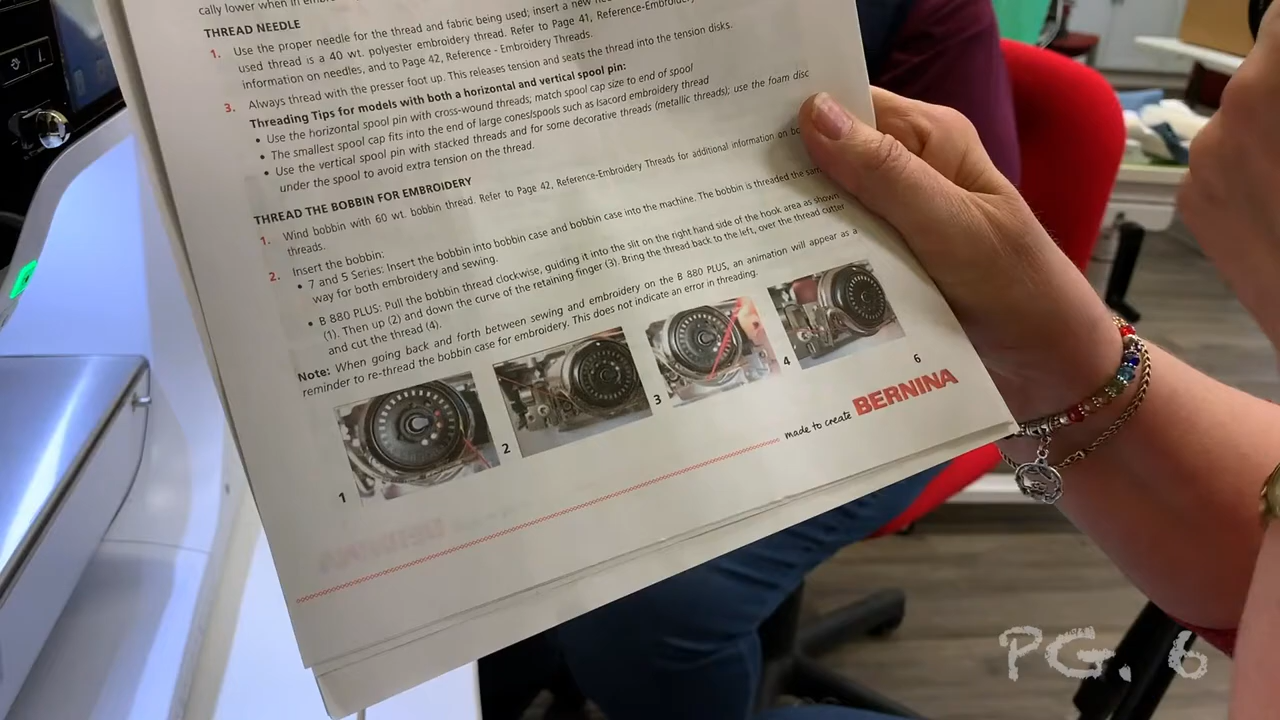 cally lower when in
THREAD NEEDLE
1. Use the proper needle for the thread and fabric being used; insert a new
used thread is a 40 wt. polyester embroidery thread. Refer to Page 41, Reference-Embroidery
information on needles, and to Page 42, Reference - Embroidery Threads.
3. Always thread with the presser foot up. This releases tension and seats the thread into the tension disks.
Threading Tips for models with both a horizontal and vertical spool pin:
• Use the horizontal spool pin with cross-wound threads; match spool cap size to end of spool
• The smallest spool cap fits into the end of large cones/spools such as Isacord embroidery thread
• Use the vertical spool pin with stacked threads and for some decorative threads (metallic threads); use the foam disc
under the spool to avoid extra tension on the thread.
THREAD THE BOBBIN FOR EMBROIDERY
1. Wind bobbin with 60 wt. bobbin thread. Refer to Page 42, Reference-Embroidery Threads for additional information on
threads.
2. Insert the bobbin:
• 7 and 5 Series: Insert the bobbin into bobbin case and bobbin case into the machine. The bobbin is threaded the
way for both embroidery and sewing.
• B 880 PLUS: Pull the bobbin thread clockwise, guiding it into the slit on the right hand side of the hook area as shown
(1). Then up (2) and down the curve of the retaining finger (3). Bring the thread back to the left, over the thread cutter
and cut the thread (4).
Note: When going back and forth between sewing and embroidery on the B 880 PLUS, an animation will appear as a
reminder to re-thread the bobbin case for embroidery. This does not indicate an error in threading.
1
2
3
4
6
made to create BERNINA
PG. 6